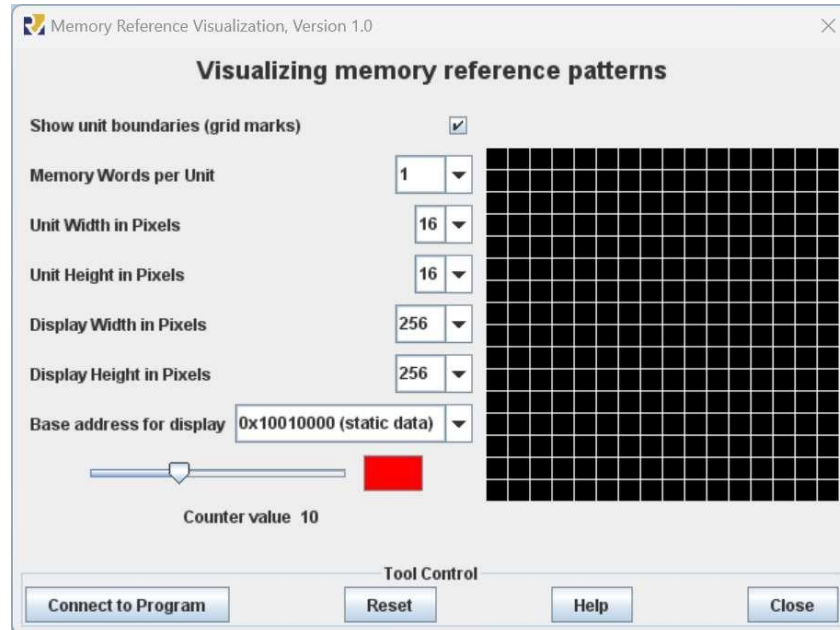 Memory Reference Visualization, Version 1.0
Visualizing memory reference patterns
Show unit boundaries (grid marks)
Memory Words per Unit 1
Unit Width in Pixels 16
Unit Height in Pixels 16
Display Width in Pixels 256
Display Height in Pixels 256
Base address for display 0x10010000 (static data)
Counter value 10
Tool Control
Connect to Program Reset Help Close